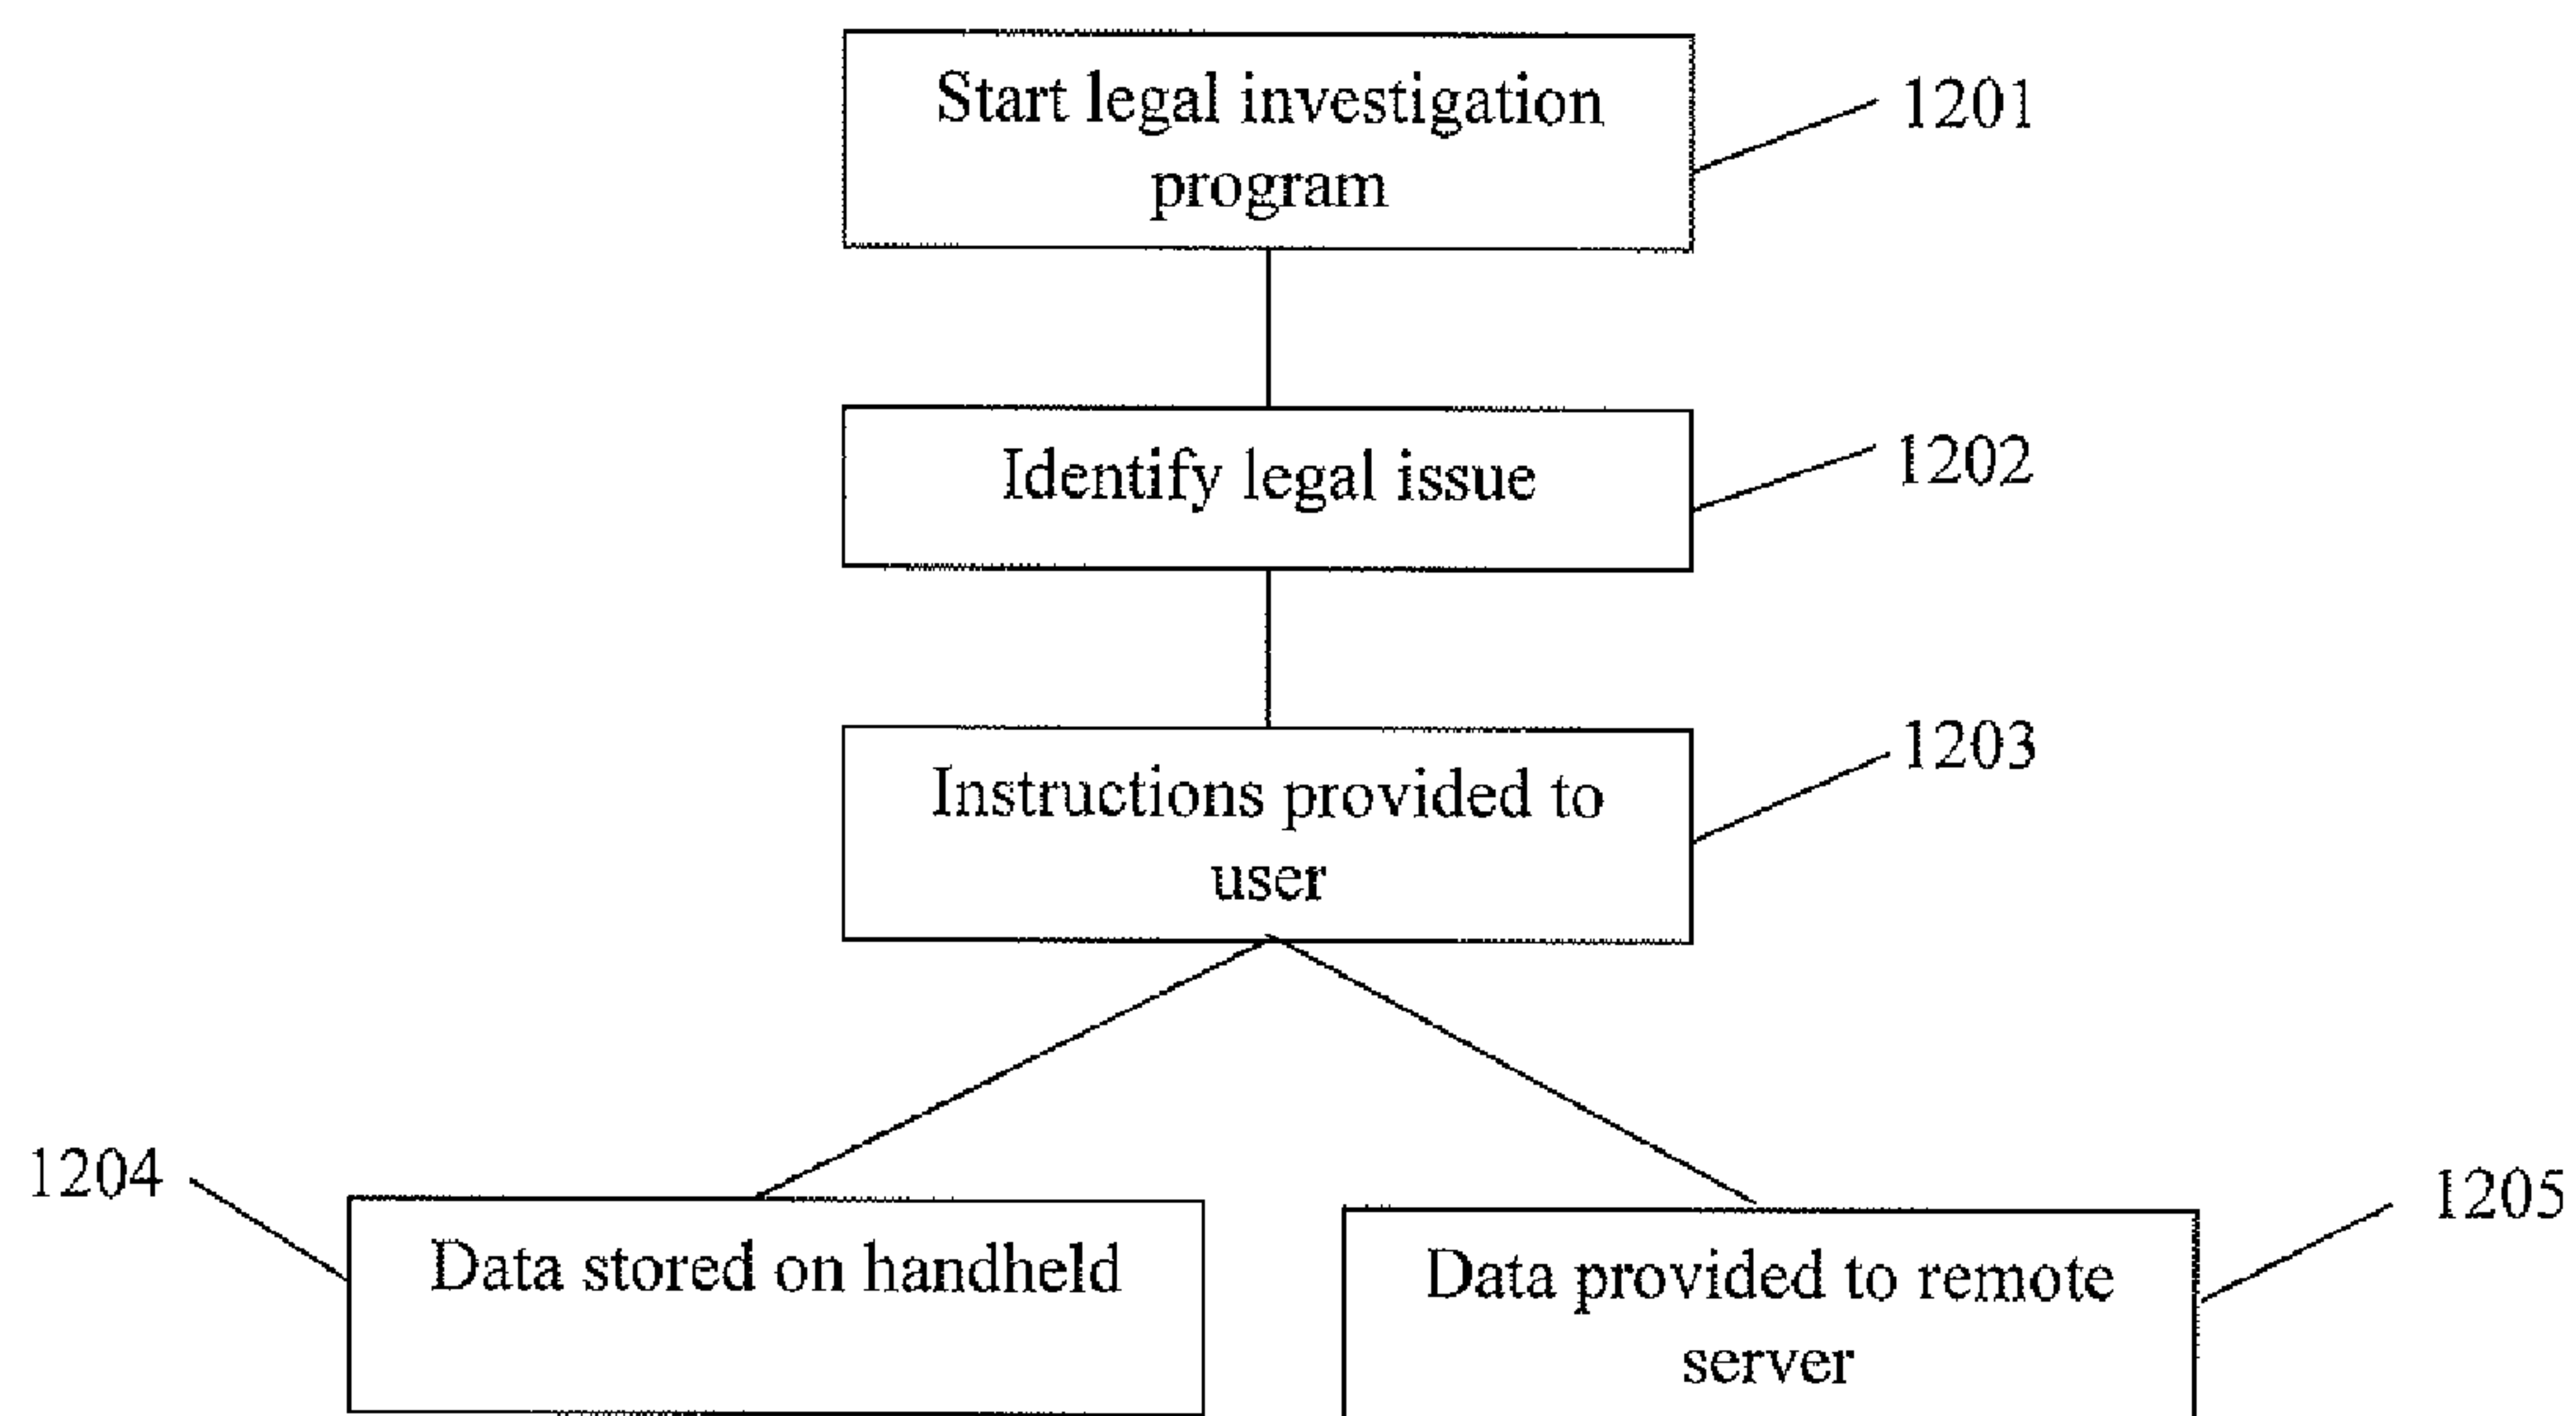 Start legal investigation
program
1201
Identify legal issue
1202
Instructions provided to
user
1203
1204
Data stored on handheld
Data provided to remote
server
1205